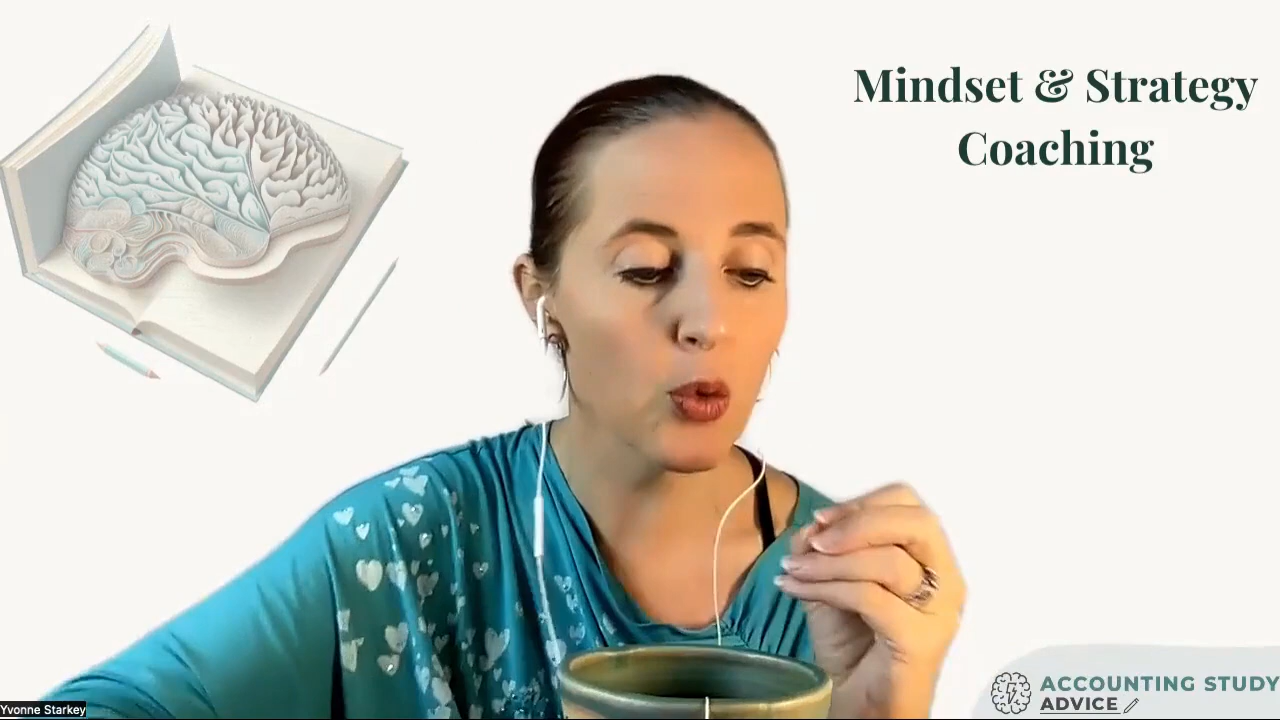 Mindset & Strategy
Coaching
ACCOUNTING STUDY
ADVICE
Yvonne Starkey